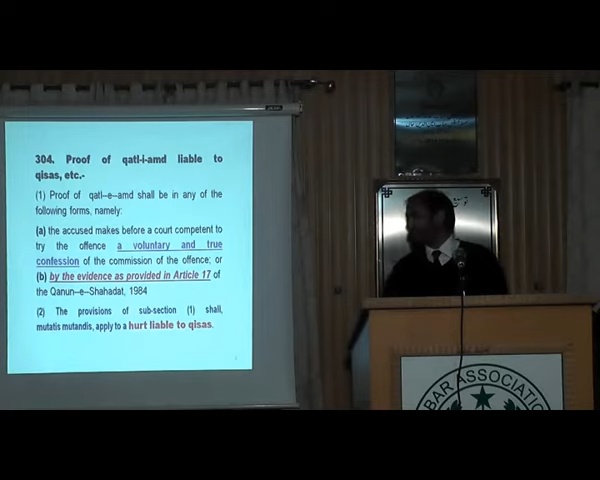 304. Proof of qatl-i-amd liable to
qisas, etc.-
(1) Proof of qatl–e–amd shall be in any of the
following forms, namely:
(a) the accused makes before a court competent to
try the offence a voluntary and true
confession of the commission of the offence; or
(b) by the evidence as provided in Article 17 of
the Qanun–e–Shahadat, 1984
(2) The provisions of sub-section (1) shall,
mutatis mutandis, apply to a hurt liable to qisas.
BAR ASSOCIATION